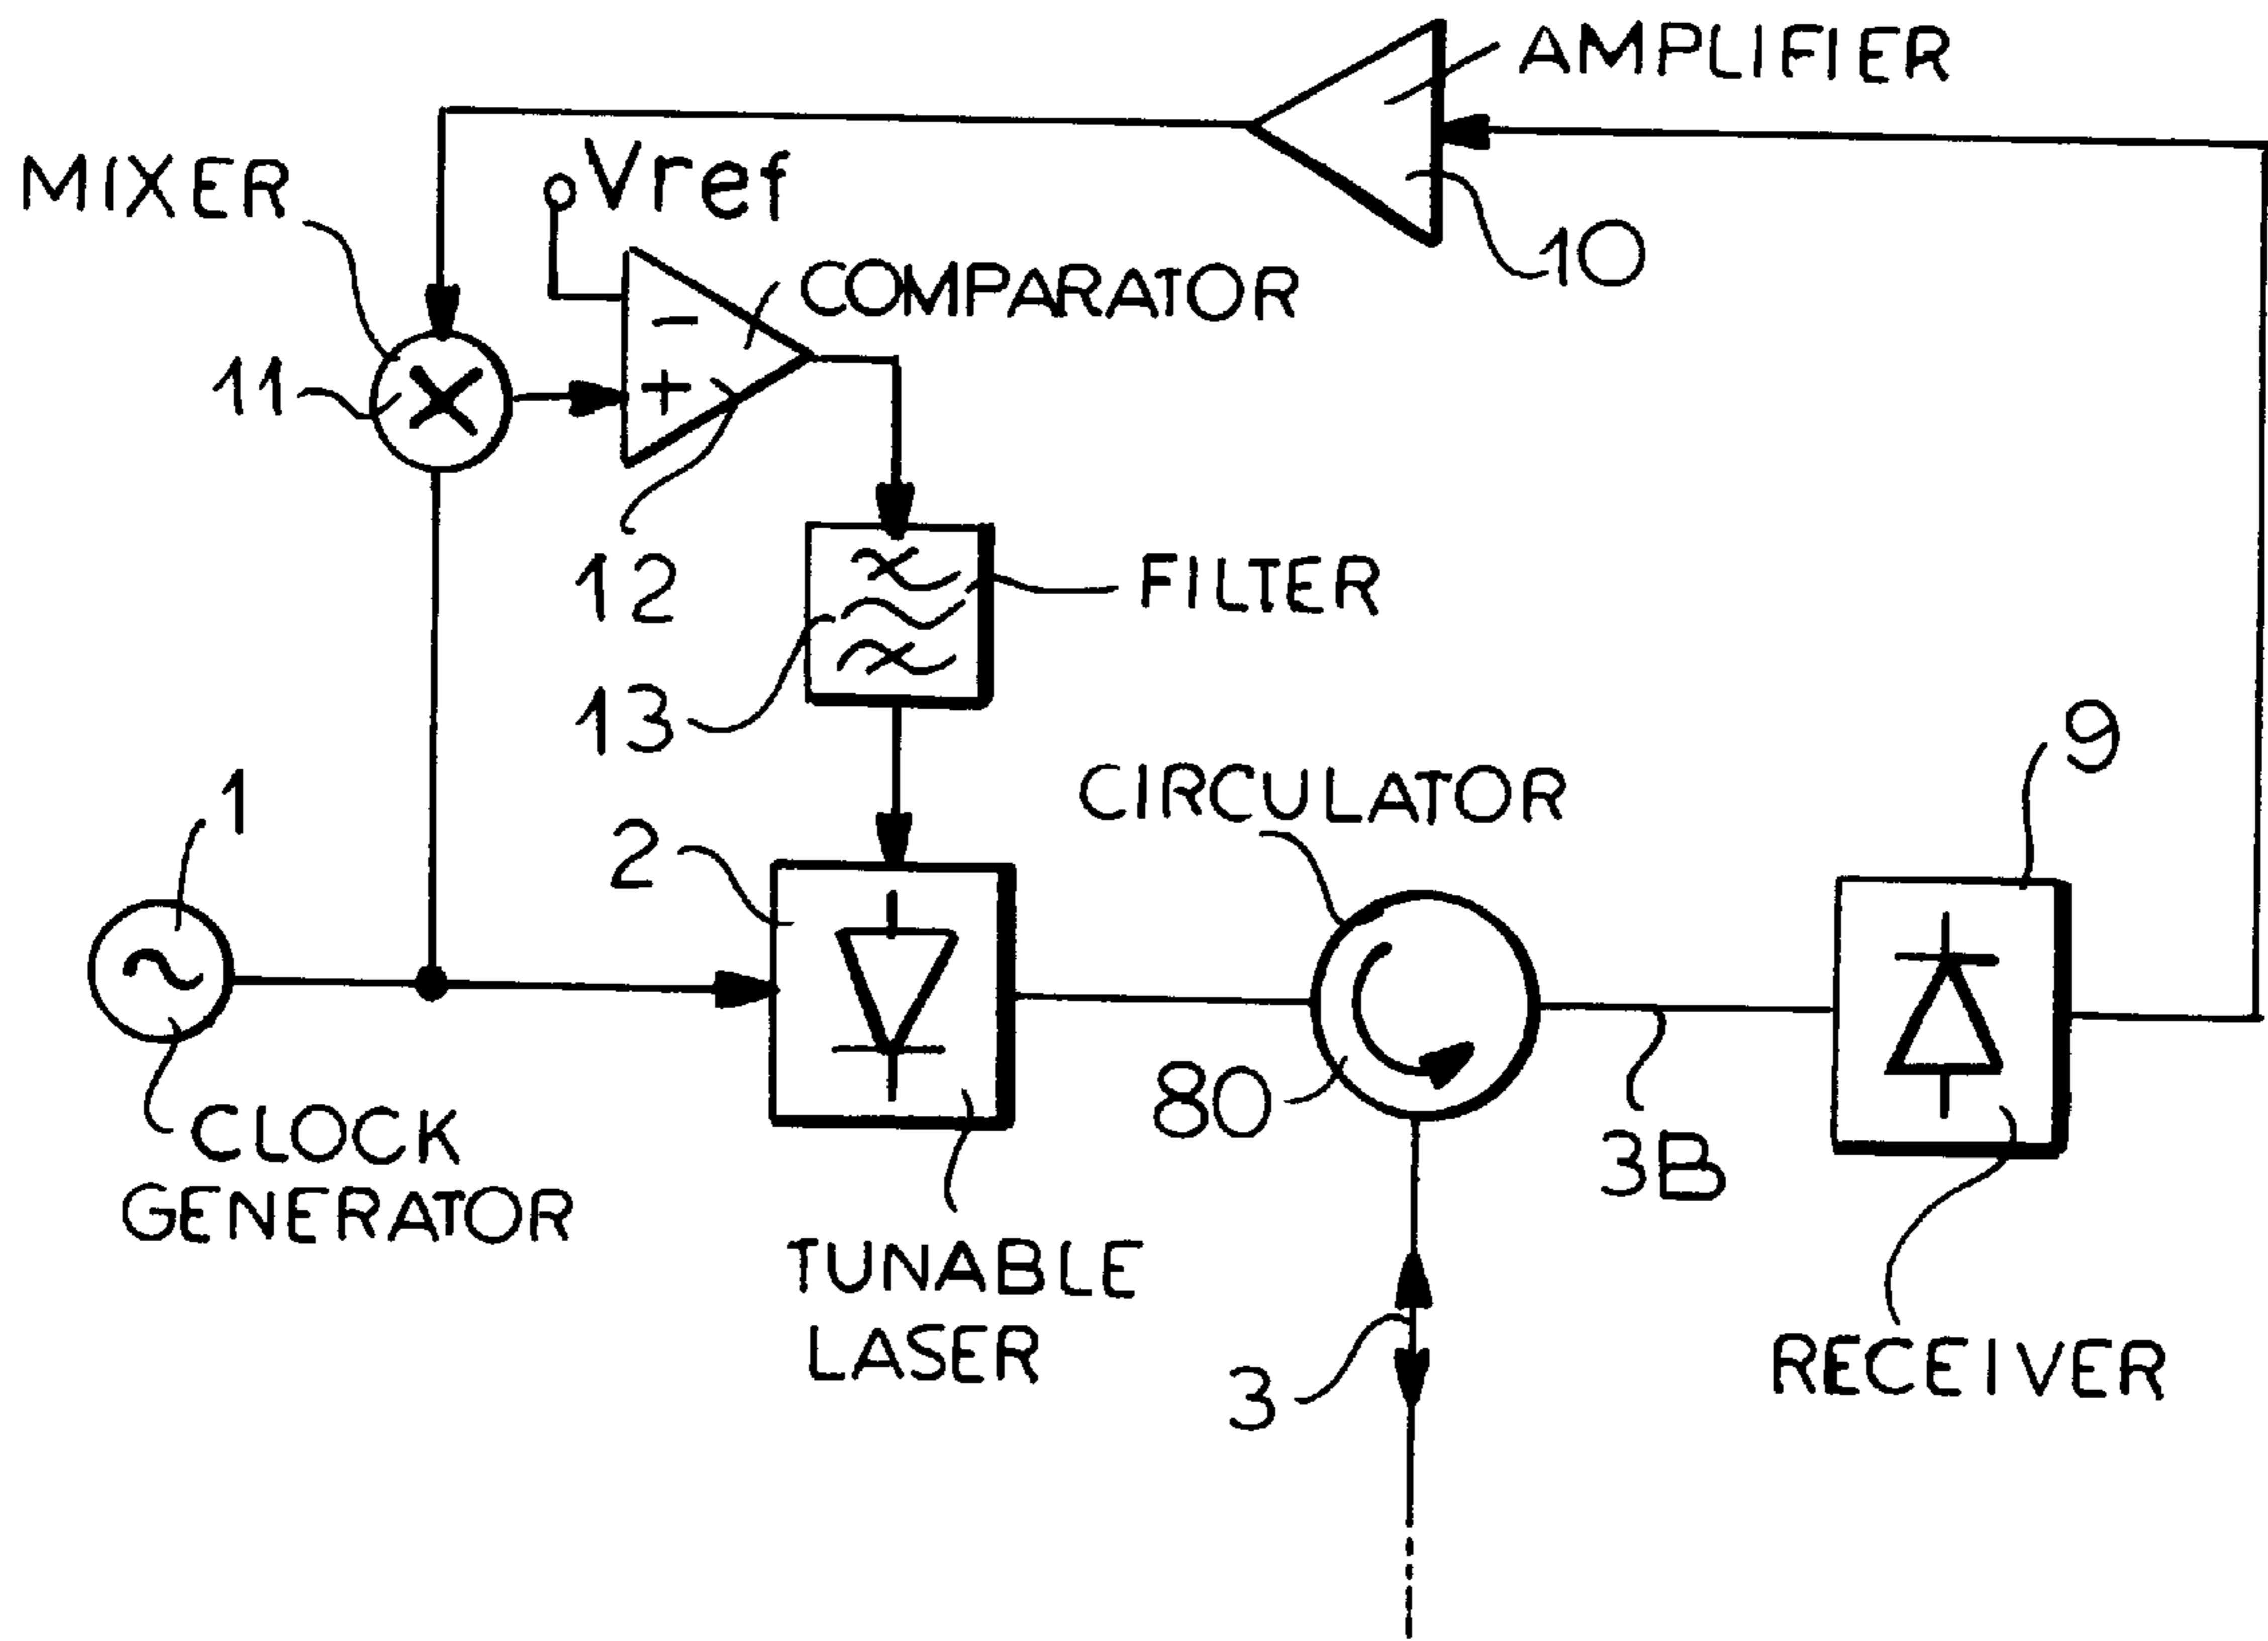 AMPLIFIER
MIXER
Vref
10
COMPARATOR
-
11
+
12
FILTER
13
9
1
CIRCULATOR
2
80
CLOCK
GENERATOR
3B
TUNABLE
LASER
3
RECEIVER